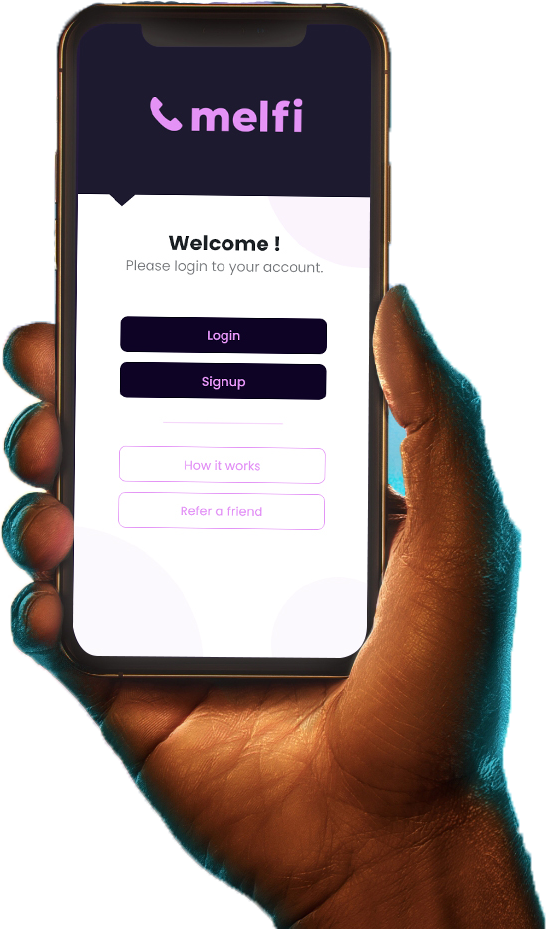 melfi
Welcome !
Please login to your account.
Login
Signup
How it works
Refer a friend